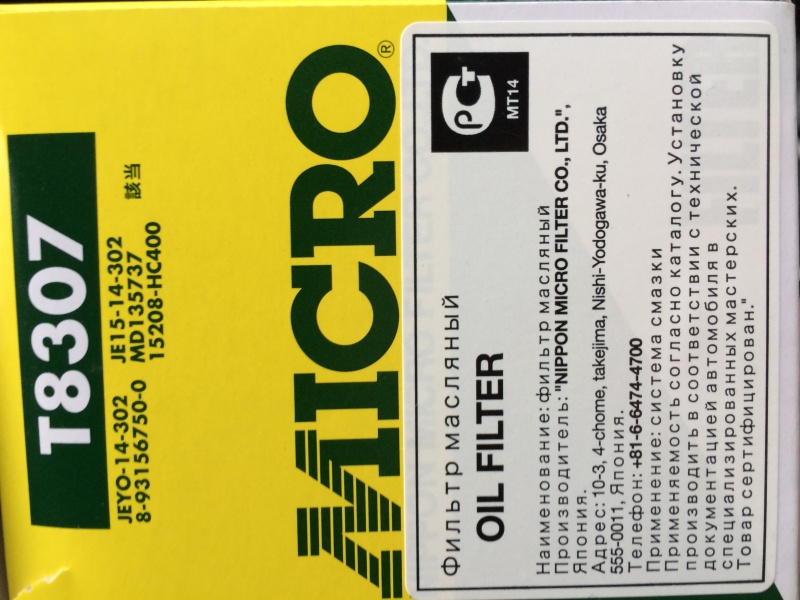 T8307
JEYO-14-302 JE15-14-302
8-93156750-0 MD135737 該当
15208-HC400
MICRO®
Фильтр масляный
OIL FILTER
РСТ
МТ14
Наименование: фильтр масляный
Производитель: "NIPPON MICRO FILTER CO., LTD.",
Япония.
Адрес: 10-3, 4-chome, takejima, Nishi-Yodogawa-ku, Osaka
555-0011, Япония.
Телефон: +81-6-6474-4700
Применение: система смазки
Применяемость согласно каталогу. Установку
производить в соответствии с технической
документацией автомобиля в
специализированных мастерских.
Товар сертифицирован."